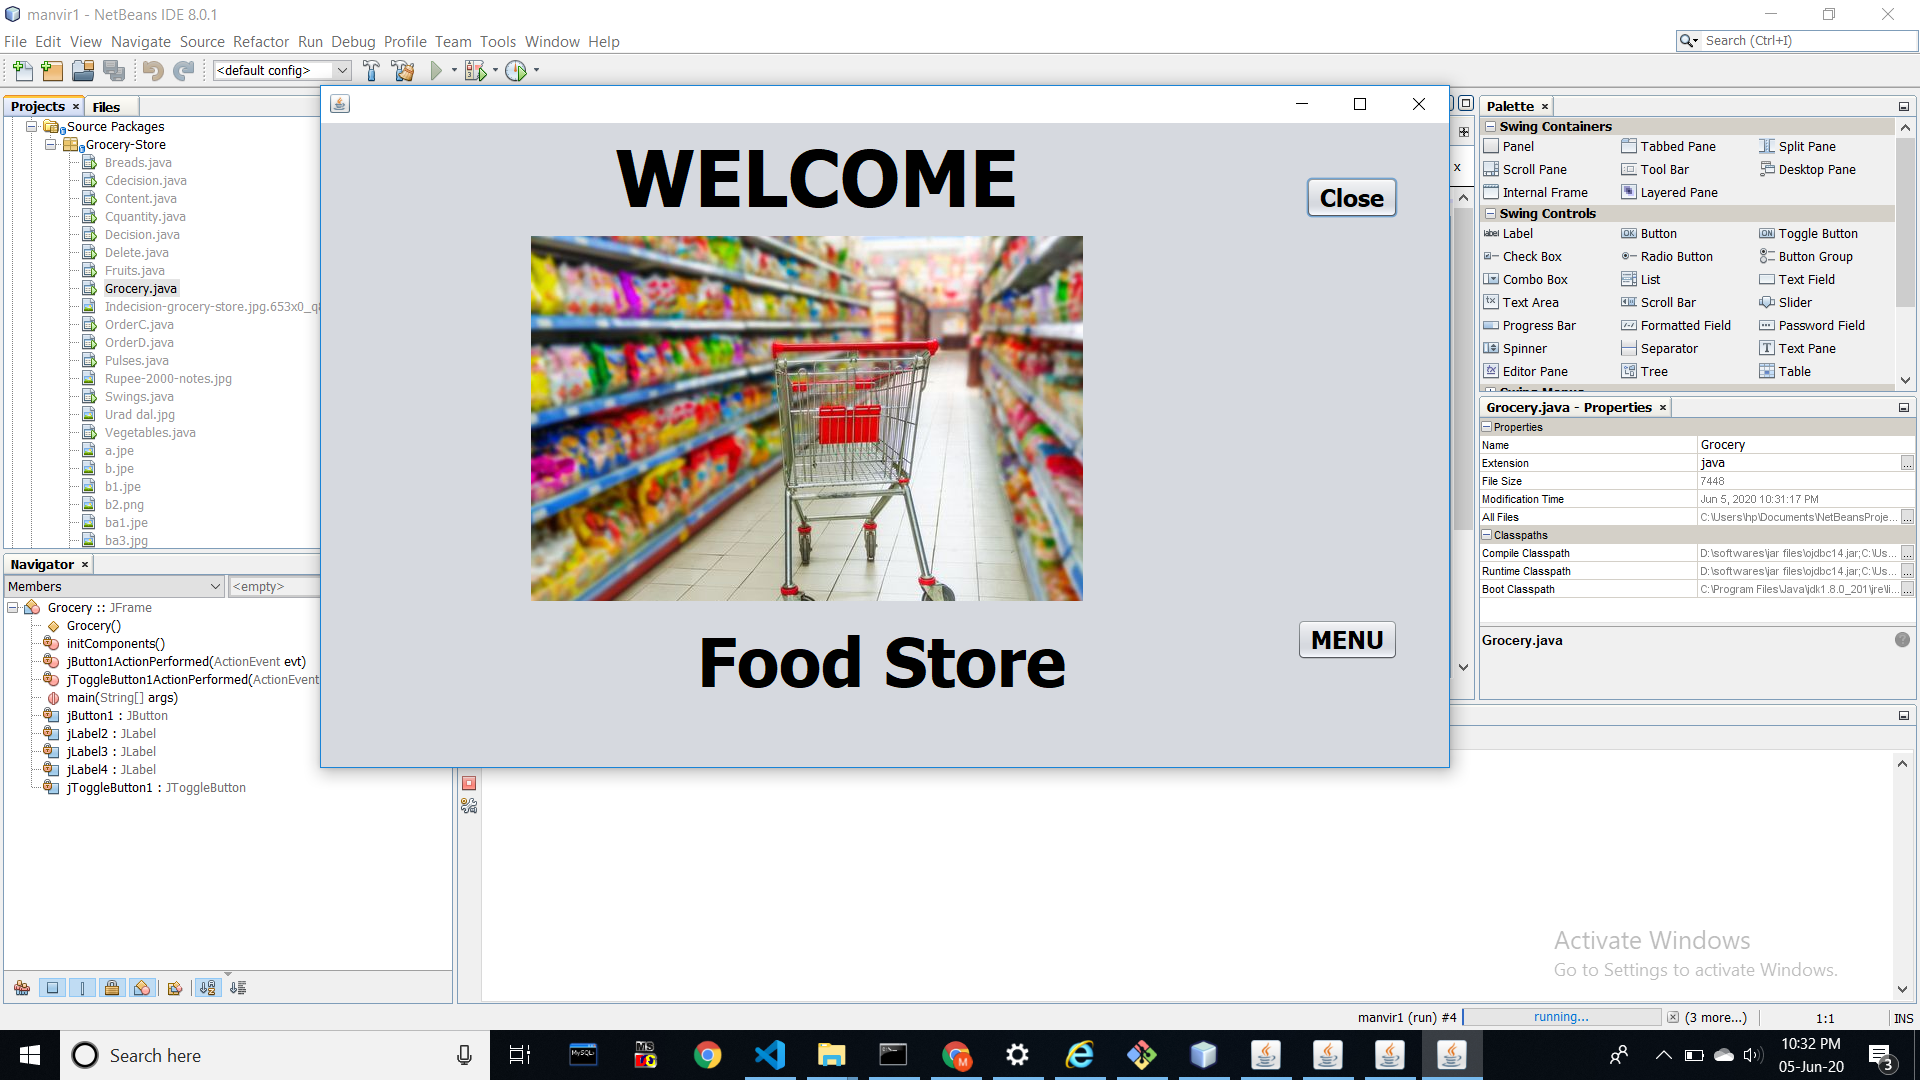 manvir1 - NetBeans IDE 8.0.1
File Edit View Navigate Source Refactor Run Debug Profile Team Tools Window Help
Search (Ctrl+I)
<default config>
Projects × Files
Source Packages
Grocery-Store
Breads.java
Cdecision.java
Content.java
Cquantity.java
Decision.java
Delete.java
Fruits.java
Grocery.java
Indecision-grocery-store.jpg.653x0_q
OrderC.java
OrderD.java
Pulses.java
Rupee-2000-notes.jpg
Swings.java
Urad dal.jpg
Vegetables.java
a.jpe
b.jpe
b1.jpe
b2.png
ba1.jpe
ba3.jpg
Navigator ×
Members <empty>
Grocery :: JFrame
Grocery()
initComponents()
jButton1ActionPerformed(ActionEvent evt)
jToggleButton1ActionPerformed(ActionEvent
main(String[] args)
jButton1 : JButton
jLabel2 : JLabel
jLabel3 : JLabel
jLabel4 : JLabel
jToggleButton1 : JToggleButton
WELCOME
Close
Food Store
MENU
Palette ×
Swing Containers
Panel Tabbed Pane Split Pane
Scroll Pane Tool Bar Desktop Pane
Internal Frame Layered Pane
Swing Controls
Label Button Toggle Button
Check Box Radio Button Button Group
Combo Box List Text Field
Text Area Scroll Bar Slider
Progress Bar Formatted Field Password Field
Spinner Separator Text Pane
Editor Pane Tree Table
Grocery.java - Properties ×
Properties
Name Grocery
Extension java
File Size 7448
Modification Time Jun 5, 2020 10:31:17 PM
All Files C:\Users\hp\Documents\NetBeansProje...
Classpaths
Compile Classpath D:\softwares\jar files\ojdbc14.jar;C:\Us...
Runtime Classpath D:\softwares\jar files\ojdbc14.jar;C:\Us...
Boot Classpath C:\Program Files\Java\jdk1.8.0_201\jre\li...
Grocery.java
Activate Windows
Go to Settings to activate Windows.
manvir1 (run) #4 running... (3 more...) 1:1 INS
Search here
10:32 PM
05-Jun-20
3